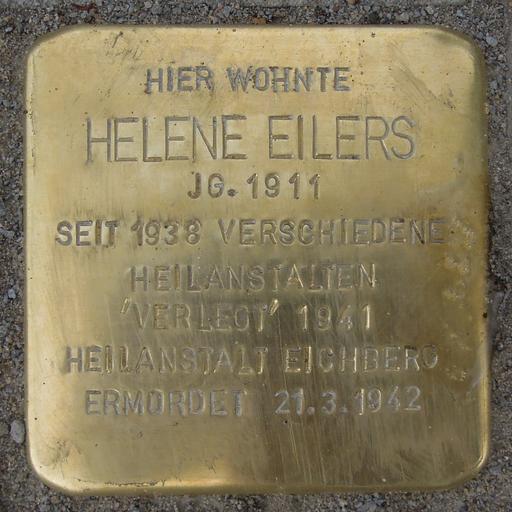 HIER WOHNTE
HELENE EILERS
JG. 1911
SEIT 1938 VERSCHIEDENE
HEILANSTALTEN
'VERLEGT' 1941
HEILANSTALT EICHBERG
ERMORDET 21.3.1942